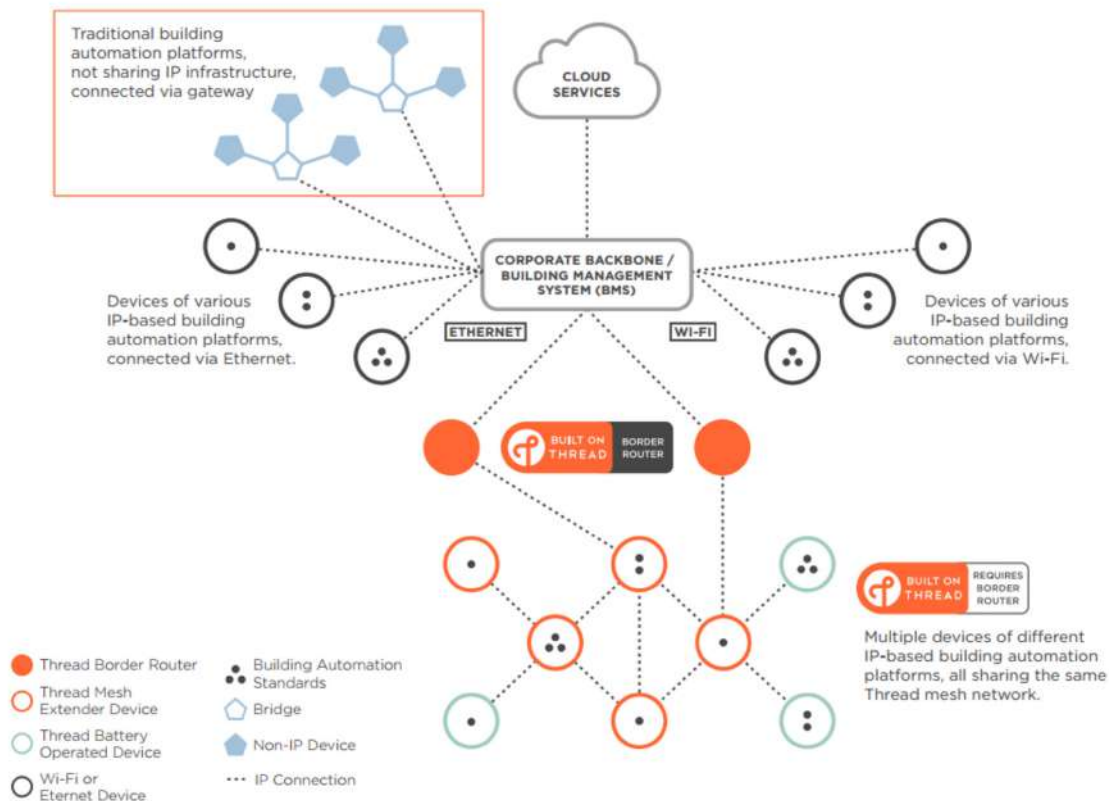 Traditional building
automation platforms,
not sharing IP infrastructure,
connected via gateway
CLOUD
SERVICES
CORPORATE BACKBONE /
BUILDING MANAGEMENT
SYSTEM (BMS)
ETHERNET
WI-FI
Devices of various
IP-based building
automation platforms,
connected via Ethernet.
Devices of various
IP-based building
automation platforms,
connected via Wi-Fi.
BUILT ON
THREAD
BORDER
ROUTER
BUILT ON
THREAD
REQUIRES
BORDER
ROUTER
Multiple devices of different
IP-based building automation
platforms, all sharing the same
Thread mesh network.
Thread Border Router
Thread Mesh
Extender Device
Thread Battery
Operated Device
Wi-Fi or
Eternet Device
Building Automation
Standards
Bridge
Non-IP Device
IP Connection